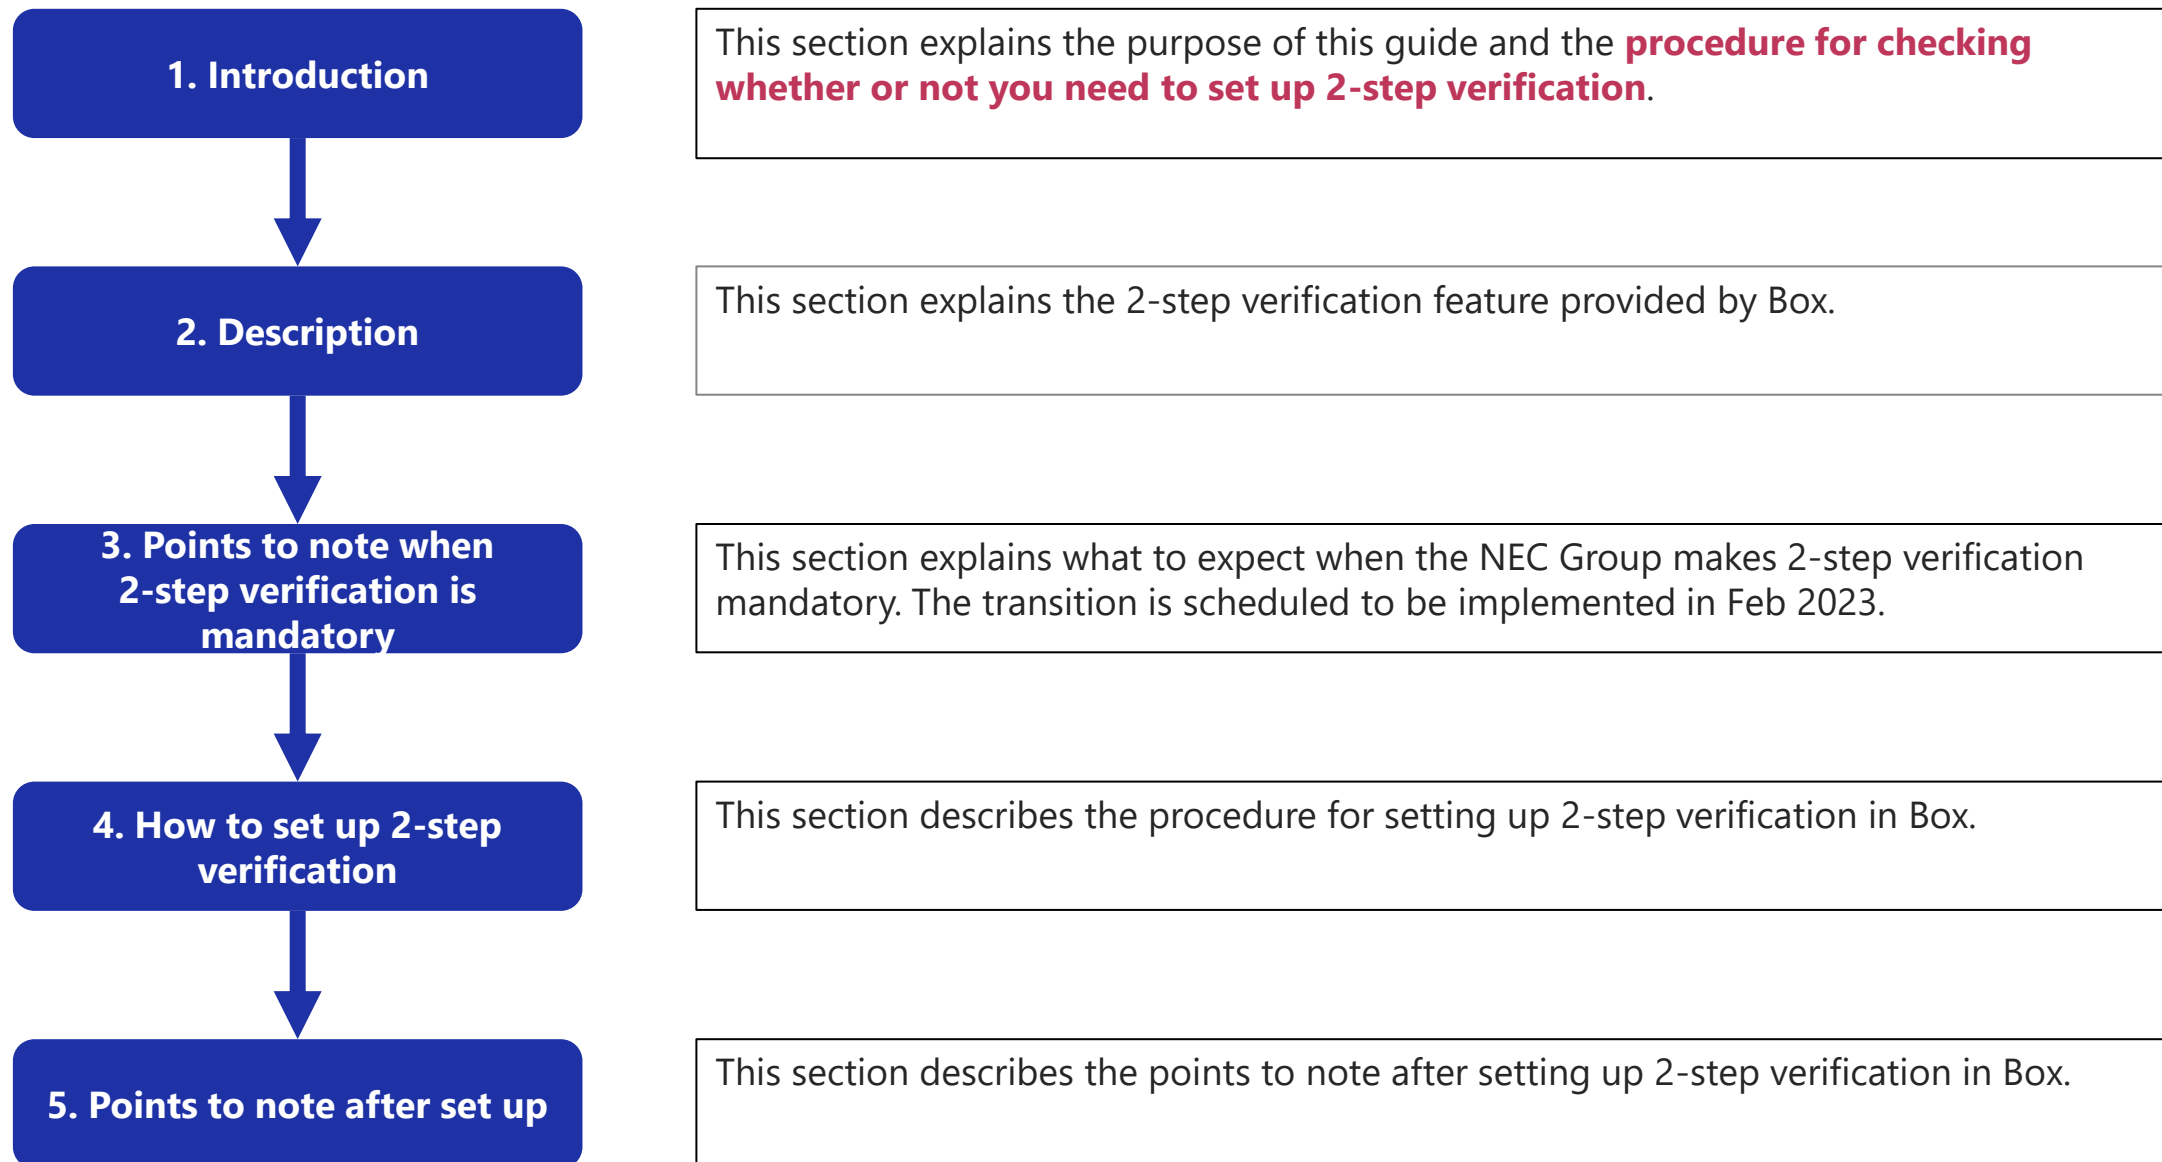 1. Introduction
This section explains the purpose of this guide and the procedure for checking
whether or not you need to set up 2-step verification.
2. Description
This section explains the 2-step verification feature provided by Box.
3. Points to note when
2-step verification is
mandatory
This section explains what to expect when the NEC Group makes 2-step verification
mandatory. The transition is scheduled to be implemented in Feb 2023.
4. How to set up 2-step
verification
This section describes the procedure for setting up 2-step verification in Box.
5. Points to note after set up
This section describes the points to note after setting up 2-step verification in Box.